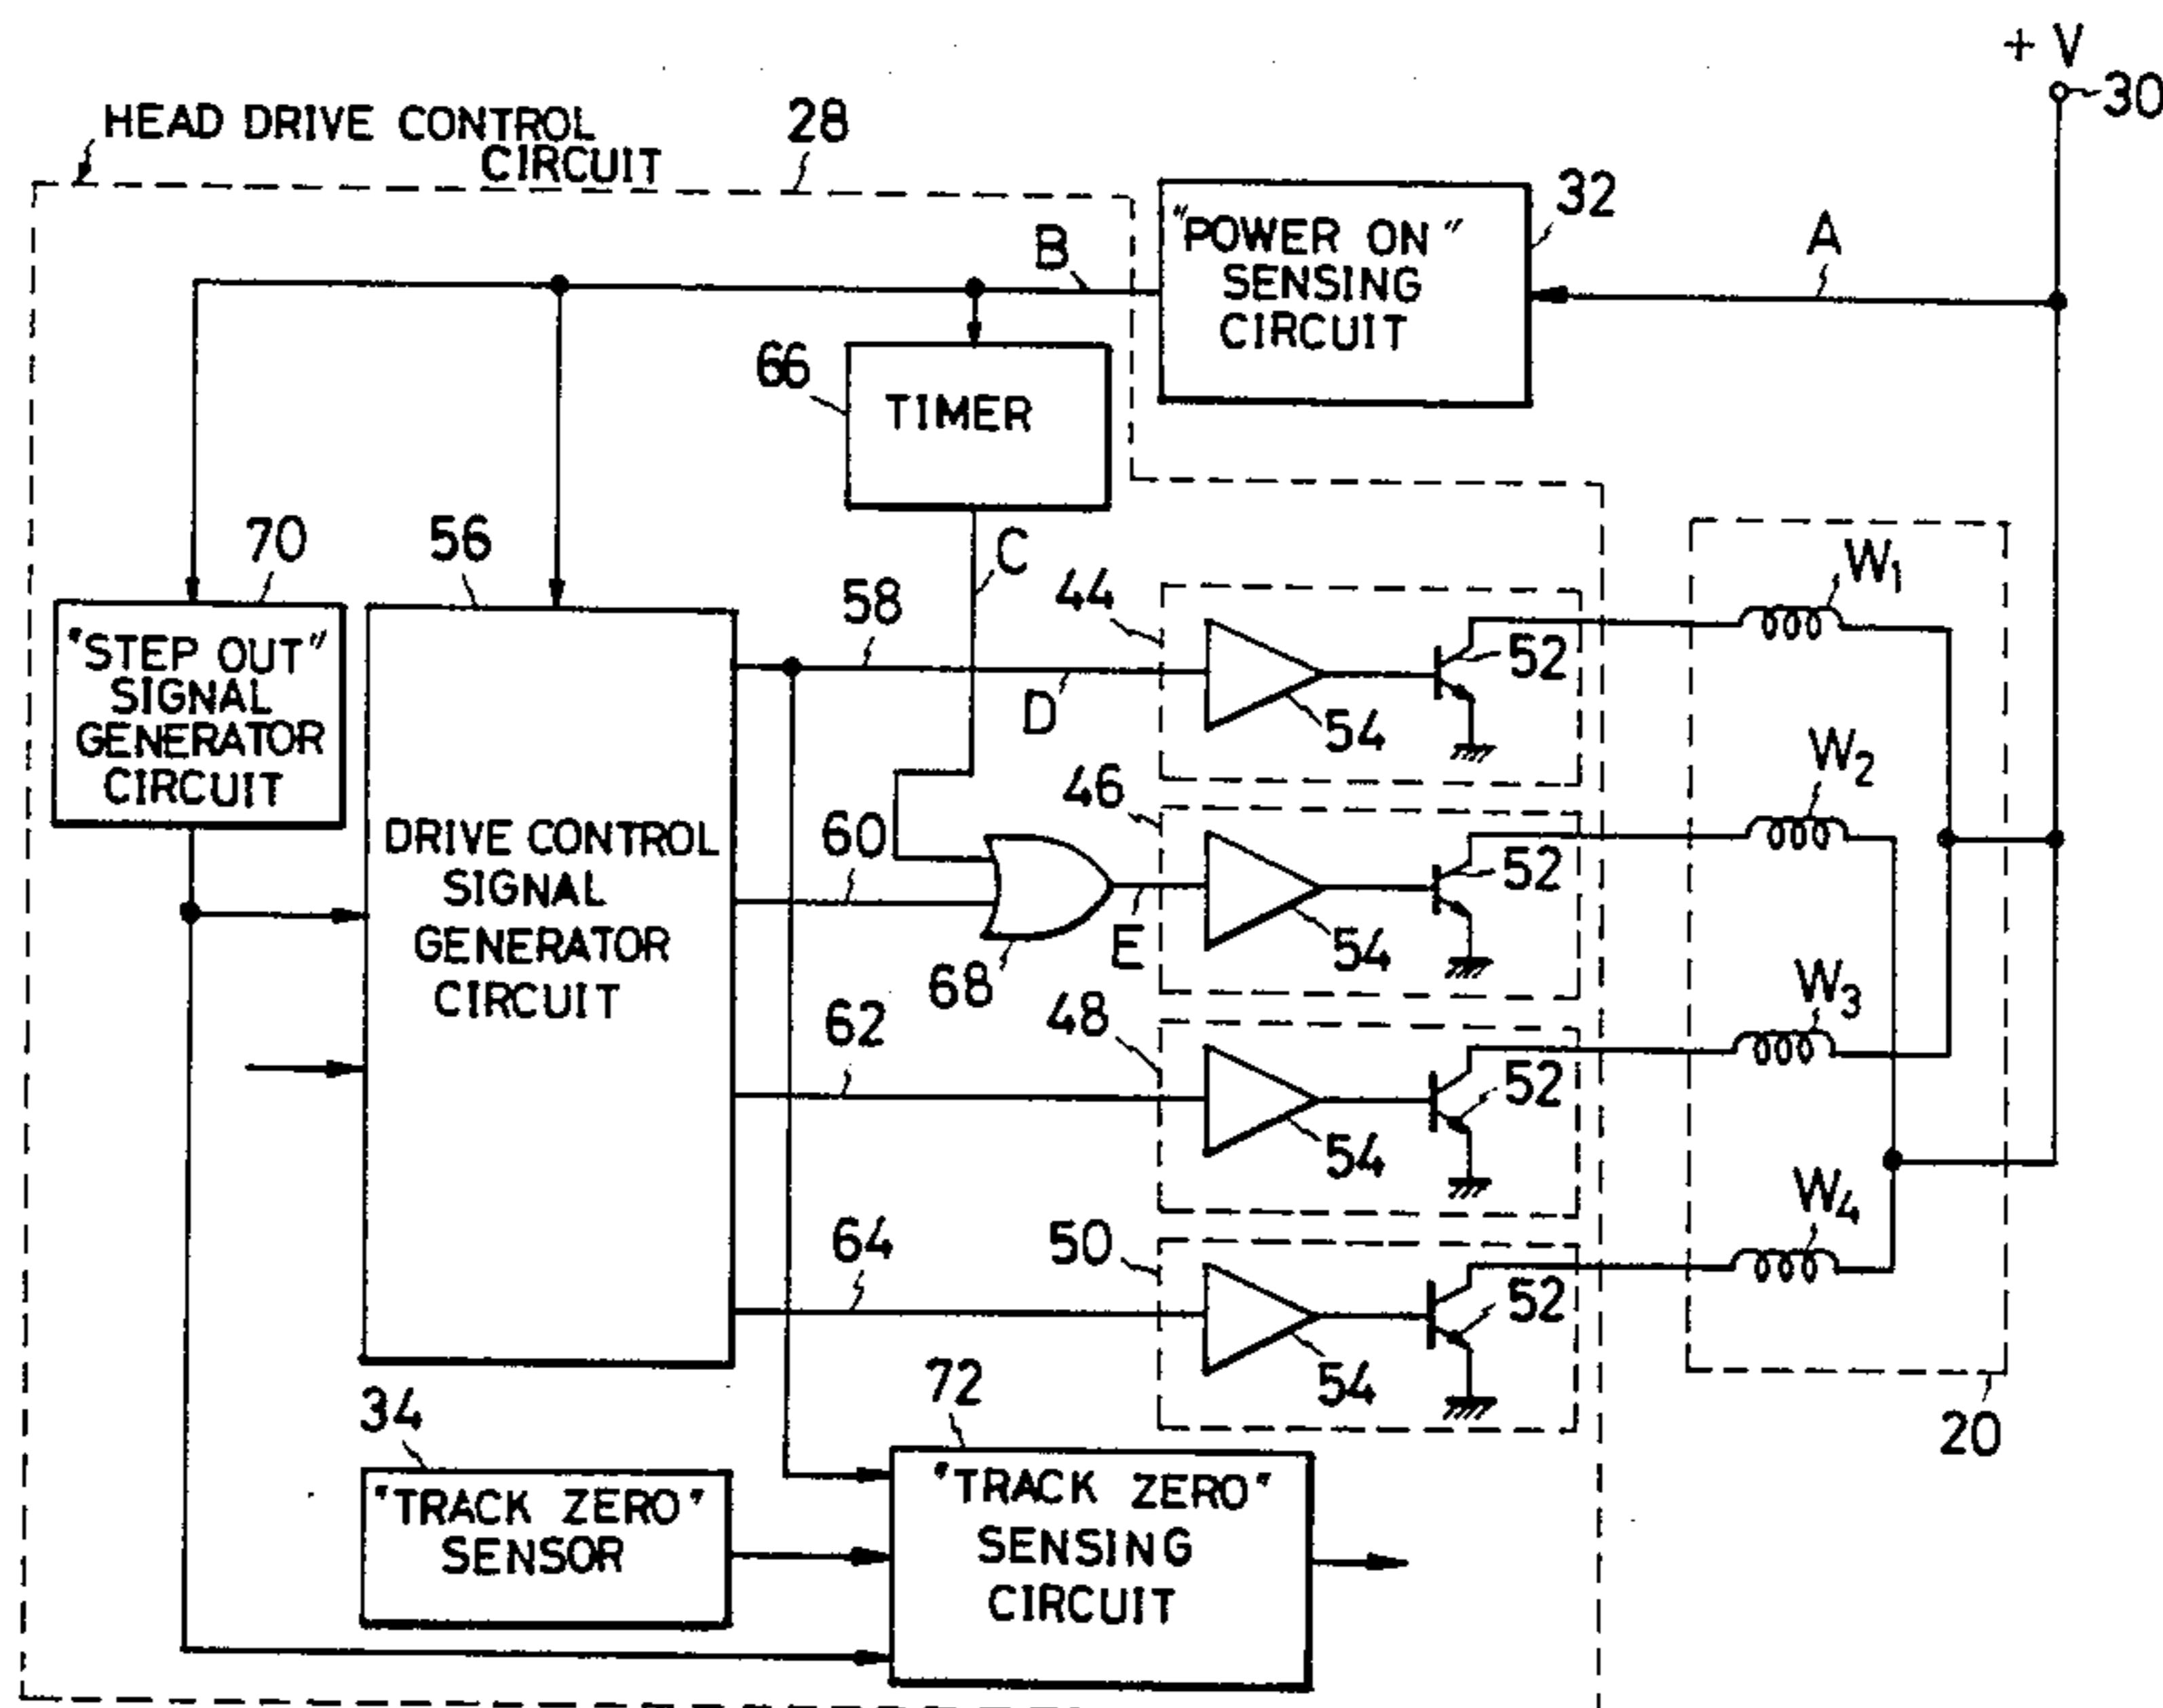 + V
30
HEAD DRIVE CONTROL
CIRCUIT
28
32
"POWER ON"
SENSING
CIRCUIT
A
B
66
TIMER
C
70
56
58
44
W1
"STEP OUT"
SIGNAL
GENERATOR
CIRCUIT
52
D
54
46
W2
DRIVE CONTROL
SIGNAL
GENERATOR
CIRCUIT
60
52
68
E
54
48
W3
62
52
54
W4
64
50
52
54
34
72
20
"TRACK ZERO"
SENSOR
"TRACK ZERO"
SENSING
CIRCUIT